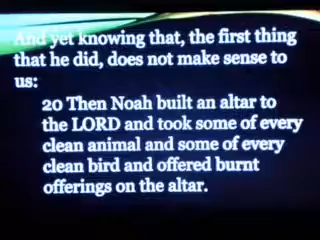 And yet knowing that, the first thing
that he did, does not make sense to
us:
20 Then Noah built an altar to
the LORD and took some of every
clean animal and some of every
clean bird and offered burnt
offerings on the altar.